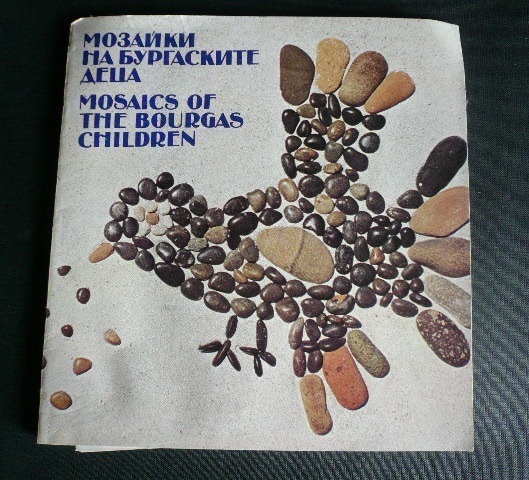 МОЗАЙКИ
НА БУРГАСКИТЕ
ДЕЦА
MOSAICS OF
THE BOURGAS
CHILDREN